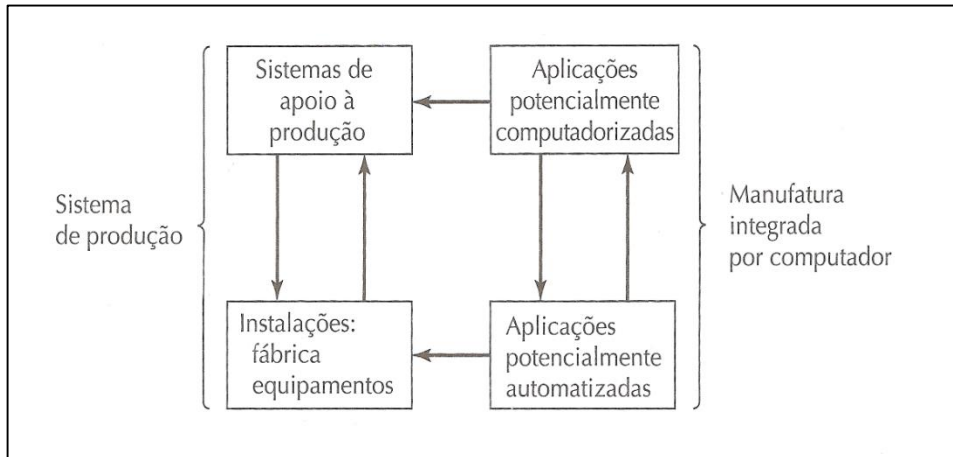 Sistemas de
apoio à
produção
Aplicações
potencialmente
computadorizadas
Sistema
de produção
Manufatura
integrada
por computador
Instalações:
fábrica
equipamentos
Aplicações
potencialmente
automatizadas